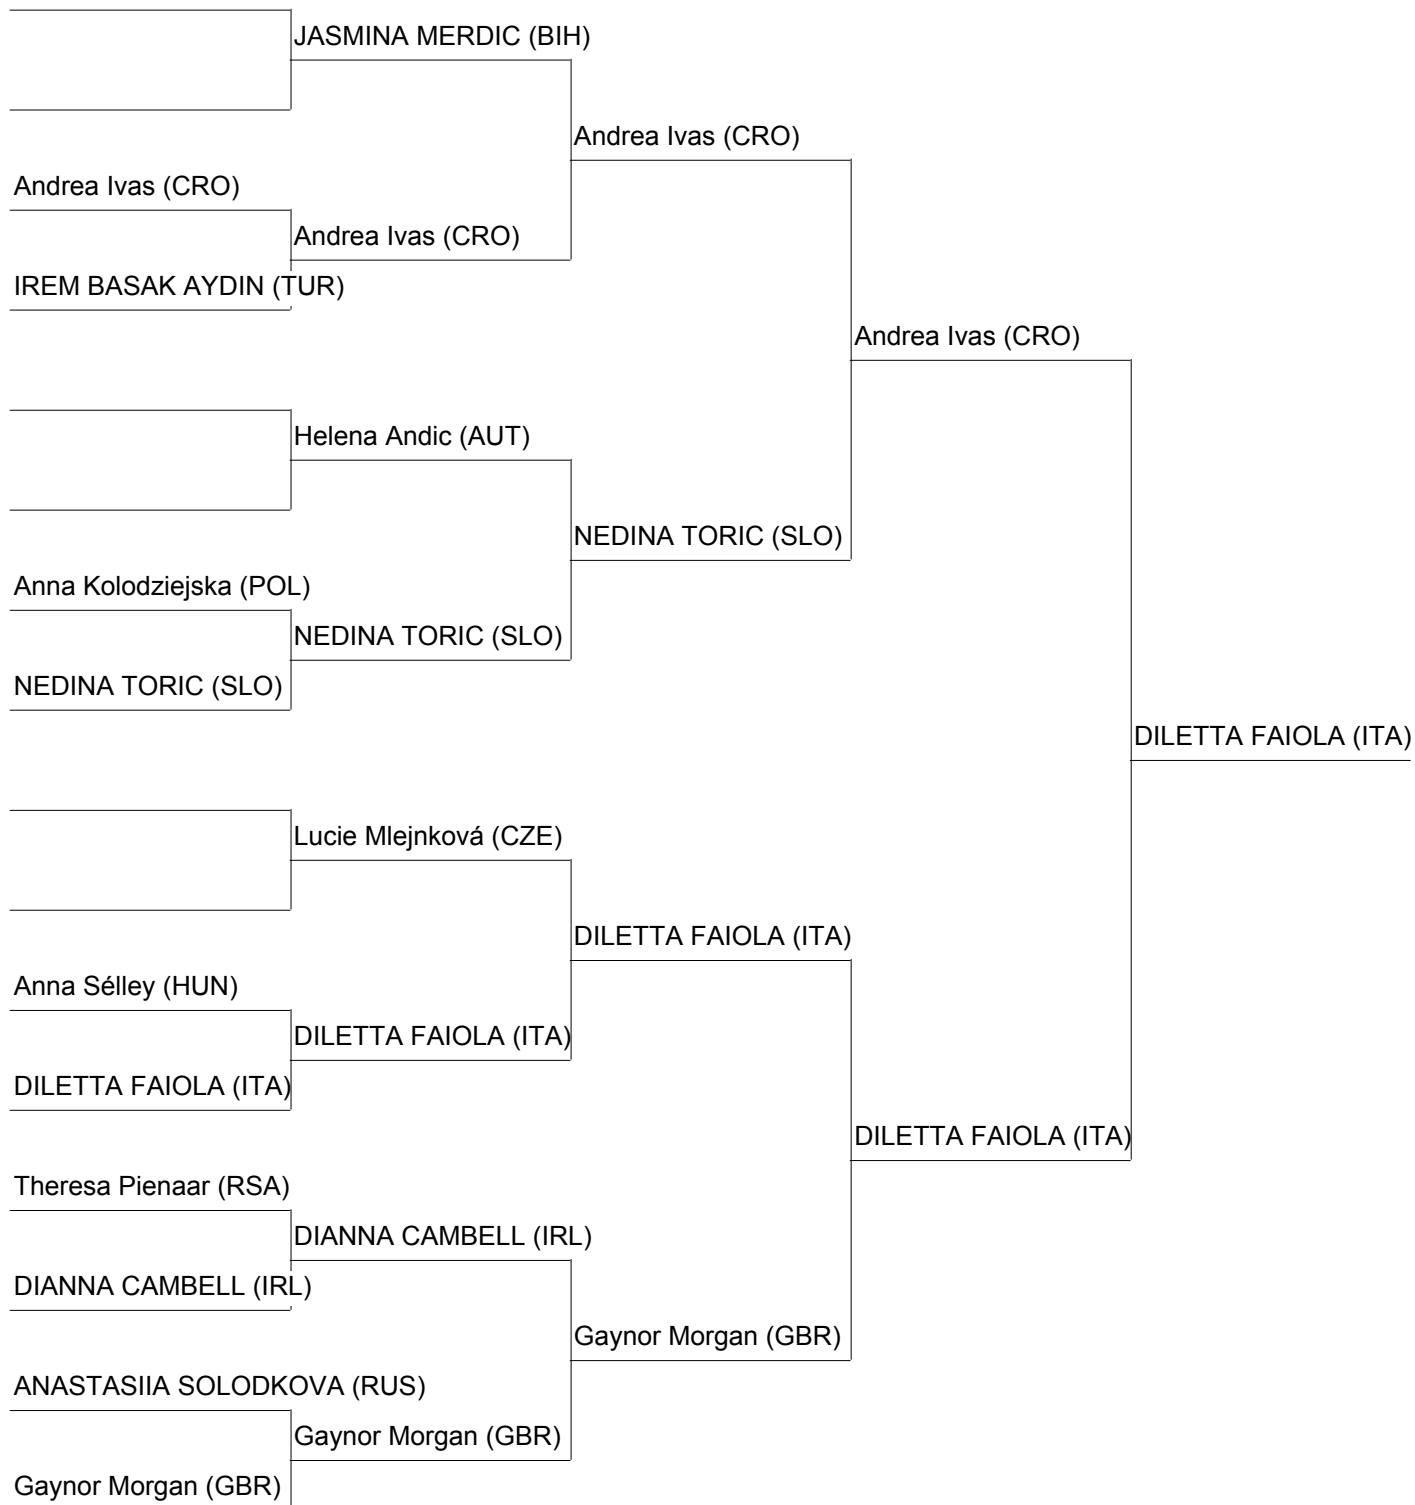 JASMINA MERDIC (BIH)
Andrea Ivas (CRO)
Andrea Ivas (CRO)
Andrea Ivas (CRO)
IREM BASAK AYDIN (TUR)
Andrea Ivas (CRO)
Helena Andic (AUT)
NEDINA TORIC (SLO)
Anna Kolodziejska (POL)
NEDINA TORIC (SLO)
NEDINA TORIC (SLO)
DILETTA FAIOLA (ITA)
Lucie Mlejnková (CZE)
DILETTA FAIOLA (ITA)
Anna Sélley (HUN)
DILETTA FAIOLA (ITA)
DILETTA FAIOLA (ITA)
DILETTA FAIOLA (ITA)
Theresa Pienaar (RSA)
DIANNA CAMBELL (IRL)
DIANNA CAMBELL (IRL)
Gaynor Morgan (GBR)
ANASTASIIA SOLODKOVA (RUS)
Gaynor Morgan (GBR)
Gaynor Morgan (GBR)